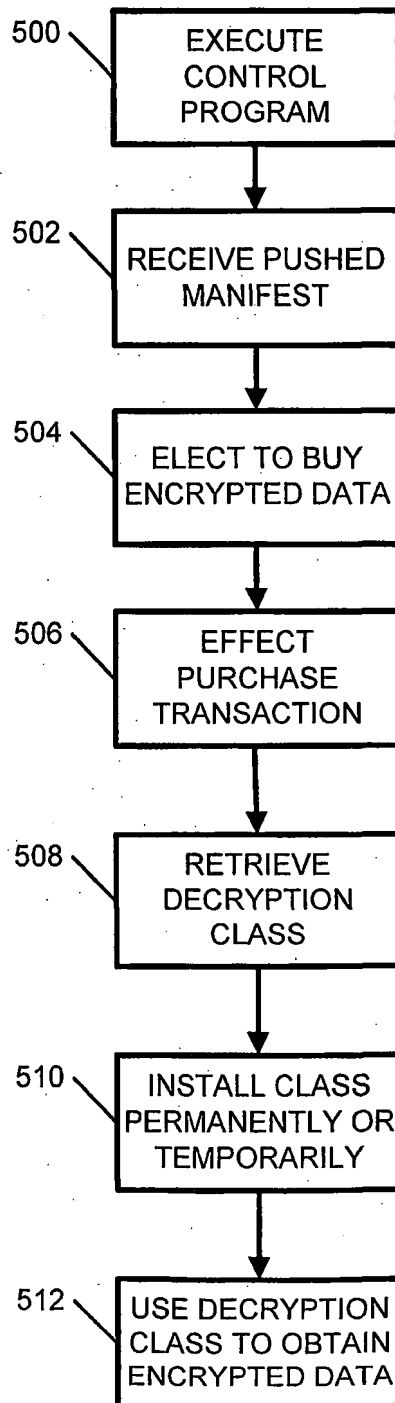 500
EXECUTE
CONTROL
PROGRAM
502
RECEIVE PUSHED
MANIFEST
504
ELECT TO BUY
ENCRYPTED DATA
506
EFFECT
PURCHASE
TRANSACTION
508
RETRIEVE
DECRYPTION
CLASS
510
INSTALL CLASS
PERMANENTLY OR
TEMPORARILY
512
USE DECRYPTION
CLASS TO OBTAIN
ENCRYPTED DATA